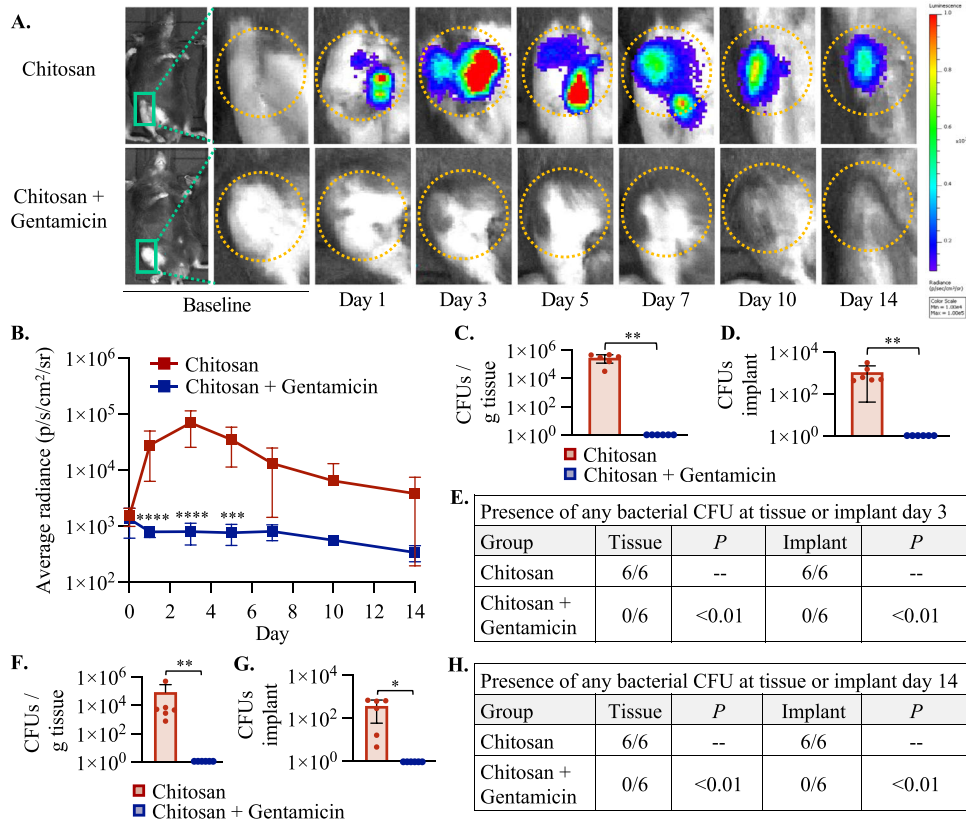 A.
Chitosan
Chitosan +
Gentamicin
Baseline
Day 1
Day 3
Day 5
Day 7
Day 10
Day 14
Luminescence
1.0
0.8
0.6
0.4
0.2
Radiance
(p/sec/cm²/sr)
Color Scale
Min = 1.00e4
Max = 1.00e5
B.
Chitosan
Chitosan + Gentamicin
Average radiance (p/s/cm²/sr)
1×10⁶
1×10⁵
1×10⁴
1×10³
1×10²
**** **** ***
0 2 4 6 8 10 12 14
Day
C.
CFUs /
g tissue
1×10⁶
1×10⁴
1×10²
1×10⁰
**
D.
CFUs
implant
1×10⁴
1×10²
1×10⁰
**
Chitosan
Chitosan + Gentamicin
E.
Presence of any bacterial CFU at tissue or implant day 3
Group Tissue P Implant P
Chitosan 6/6 -- 6/6 --
Chitosan +
Gentamicin 0/6 <0.01 0/6 <0.01
F.
CFUs /
g tissue
1×10⁶
1×10⁴
1×10²
1×10⁰
**
G.
CFUs
implant
1×10⁴
1×10²
1×10⁰
*
Chitosan
Chitosan + Gentamicin
H.
Presence of any bacterial CFU at tissue or implant day 14
Group Tissue P Implant P
Chitosan 6/6 -- 6/6 --
Chitosan +
Gentamicin 0/6 <0.01 0/6 <0.01